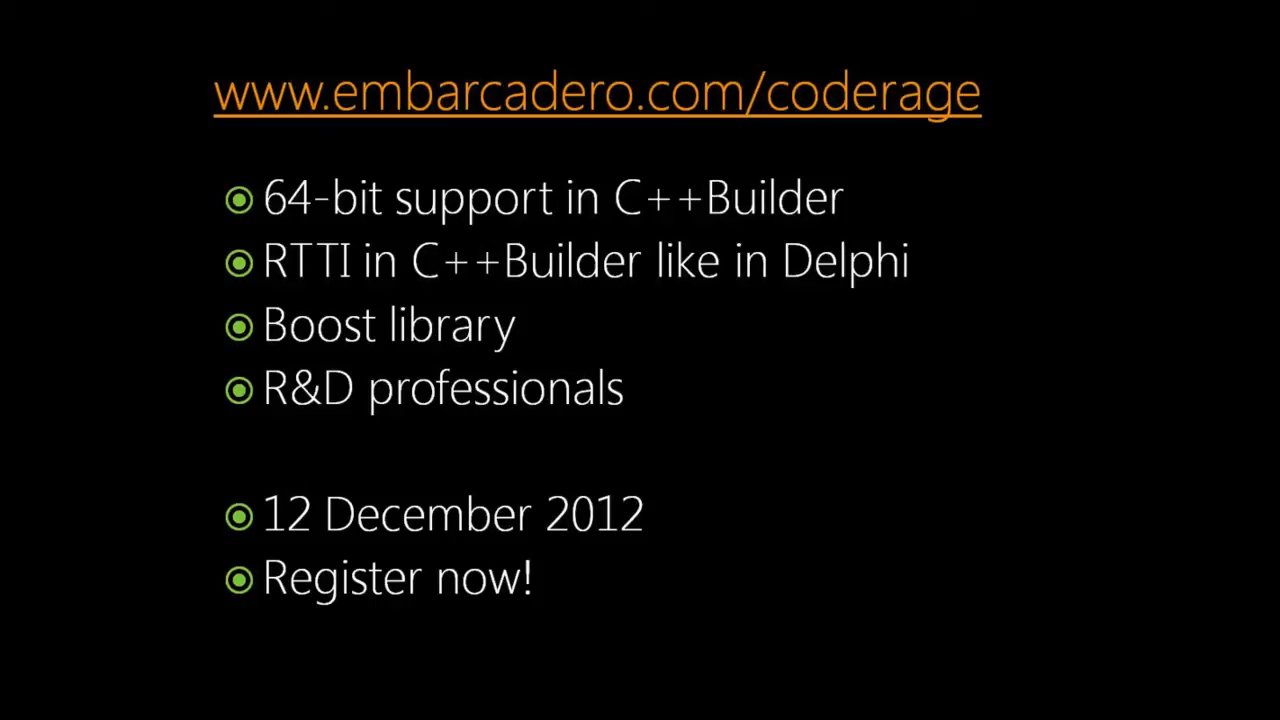 www.embarcadero.com/coderage
64-bit support in C++Builder
RTTI in C++Builder like in Delphi
Boost library
R&D professionals
12 December 2012
Register now!